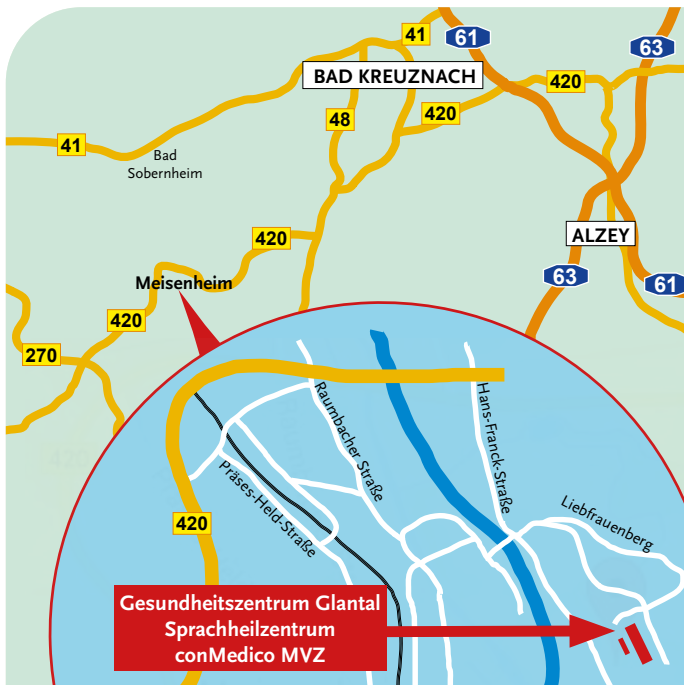 61
41
63
BAD KREUZNACH
420
420
48
41
Bad
Sobernheim
ALZEY
420
63
61
Meisenheim
420
270
Raumbacher Straße
Hans-Franck-Straße
Präses-Held-Straße
Liebfrauenberg
420
Gesundheitszentrum Glantal
Sprachheilzentrum
conMedico MVZ